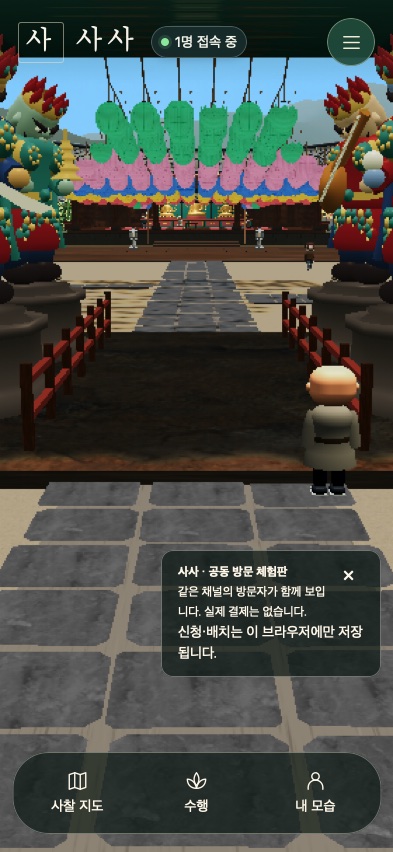 사 사사
1명 접속 중
사사 · 공동 방문 체험판
같은 채널의 방문자가 함께 보입
니다. 실제 결제는 없습니다.
신청·배치는 이 브라우저에만 저장
됩니다.
사찰 지도
수행
내 모습